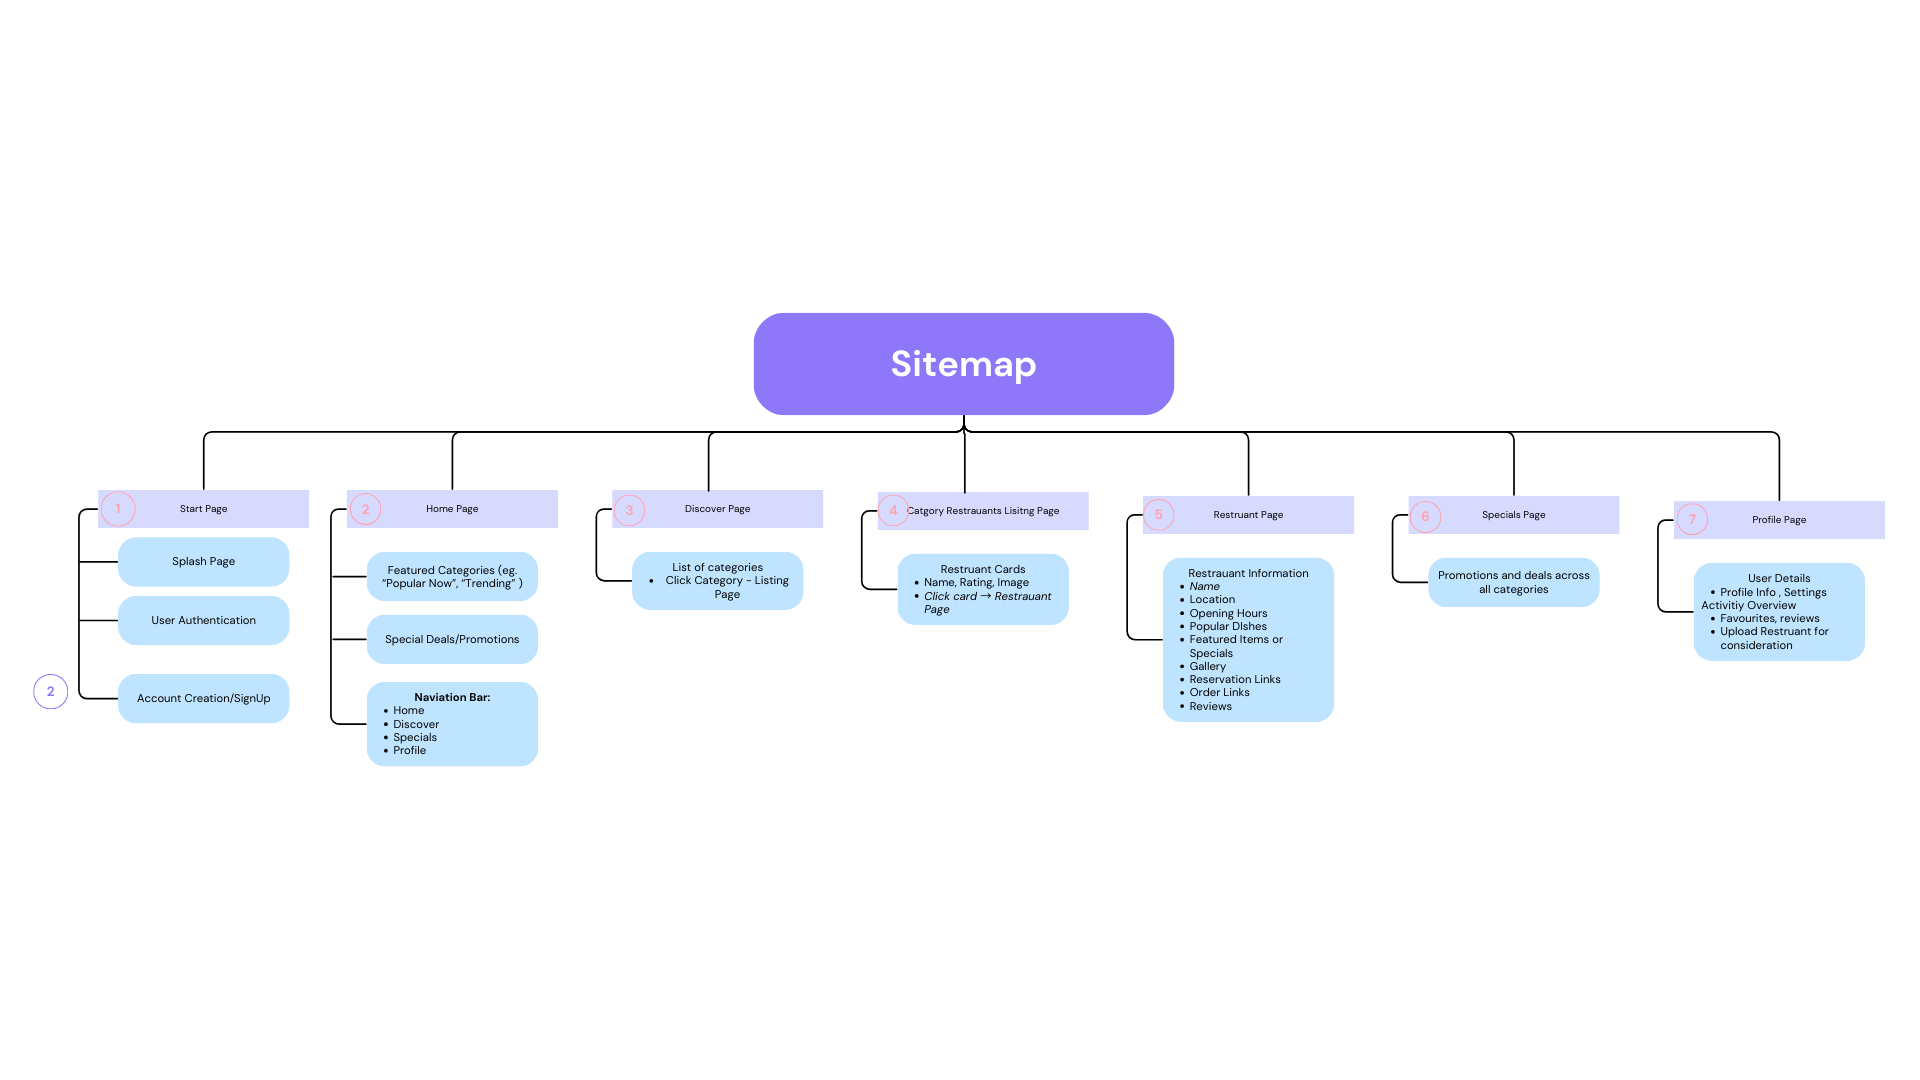 Sitemap
1
Start Page
Splash Page
User Authentication
2
Account Creation/SignUp
2
Home Page
Featured Categories (eg.
“Popular Now”, “Trending” )
Special Deals/Promotions
Naviation Bar:
• Home
• Discover
• Specials
• Profile
3
Discover Page
List of categories
• Click Category - Listing
Page
4
Catgory Restrauants Lisitng Page
Restruant Cards
• Name, Rating, Image
• Click card → Restrauant
Page
5
Restruant Page
Restrauant Information
• Name
• Location
• Opening Hours
• Popular DIshes
• Featured Items or
Specials
• Gallery
• Reservation Links
• Order Links
• Reviews
6
Specials Page
Promotions and deals across
all categories
7
Profile Page
User Details
• Profile Info , Settings
Activitiy Overview
• Favourites, reviews
• Upload Restruant for
consideration